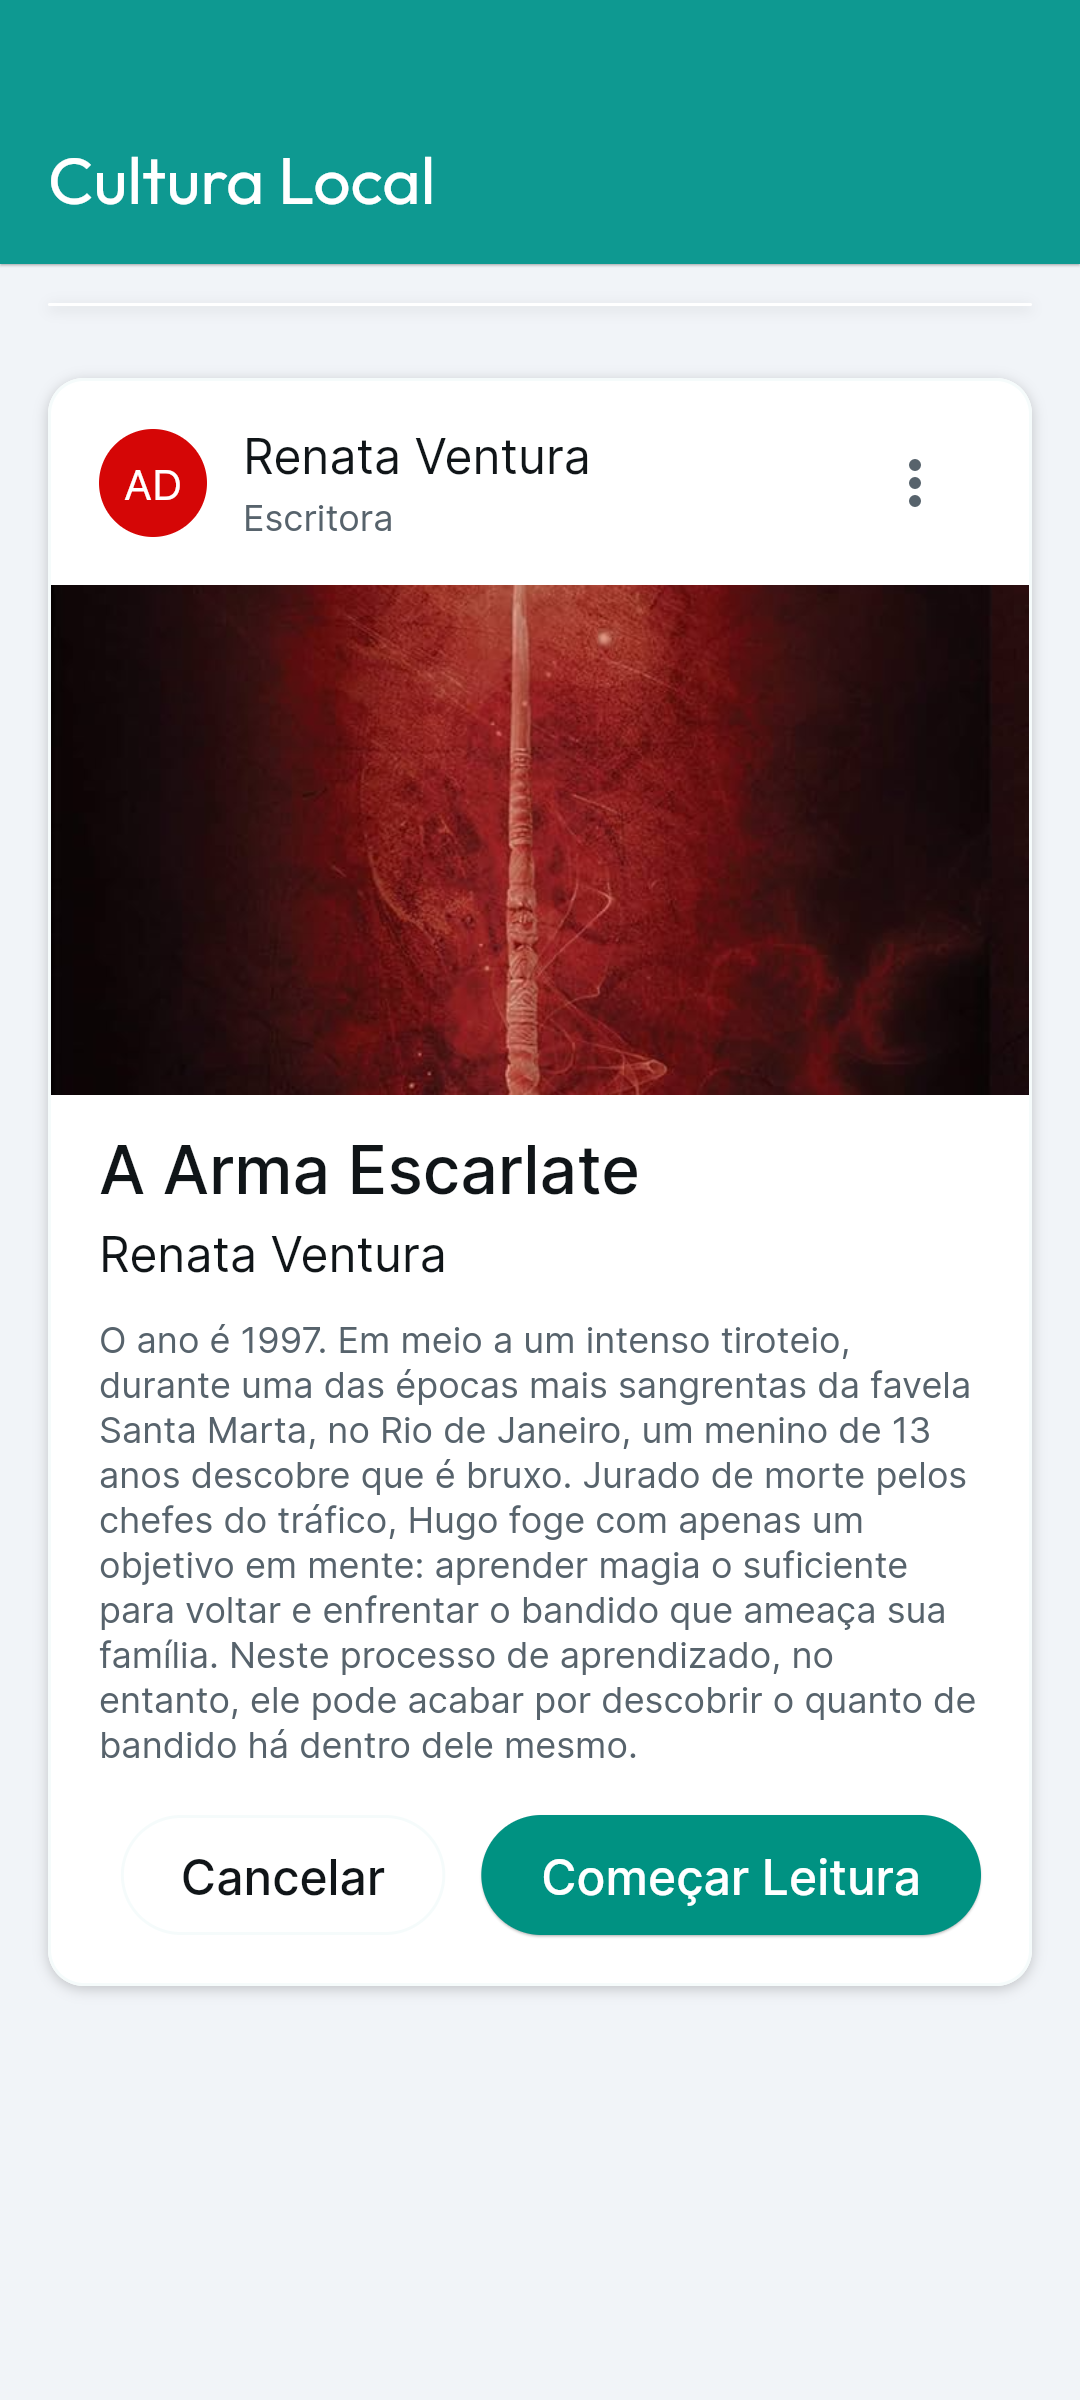 Cultura Local
AD
Renata Ventura
Escritora
A Arma Escarlate
Renata Ventura
O ano é 1997. Em meio a um intenso tiroteio,
durante uma das épocas mais sangrentas da favela
Santa Marta, no Rio de Janeiro, um menino de 13
anos descobre que é bruxo. Jurado de morte pelos
chefes do tráfico, Hugo foge com apenas um
objetivo em mente: aprender magia o suficiente
para voltar e enfrentar o bandido que ameaça sua
família. Neste processo de aprendizado, no
entanto, ele pode acabar por descobrir o quanto de
bandido há dentro dele mesmo.
Cancelar
Começar Leitura